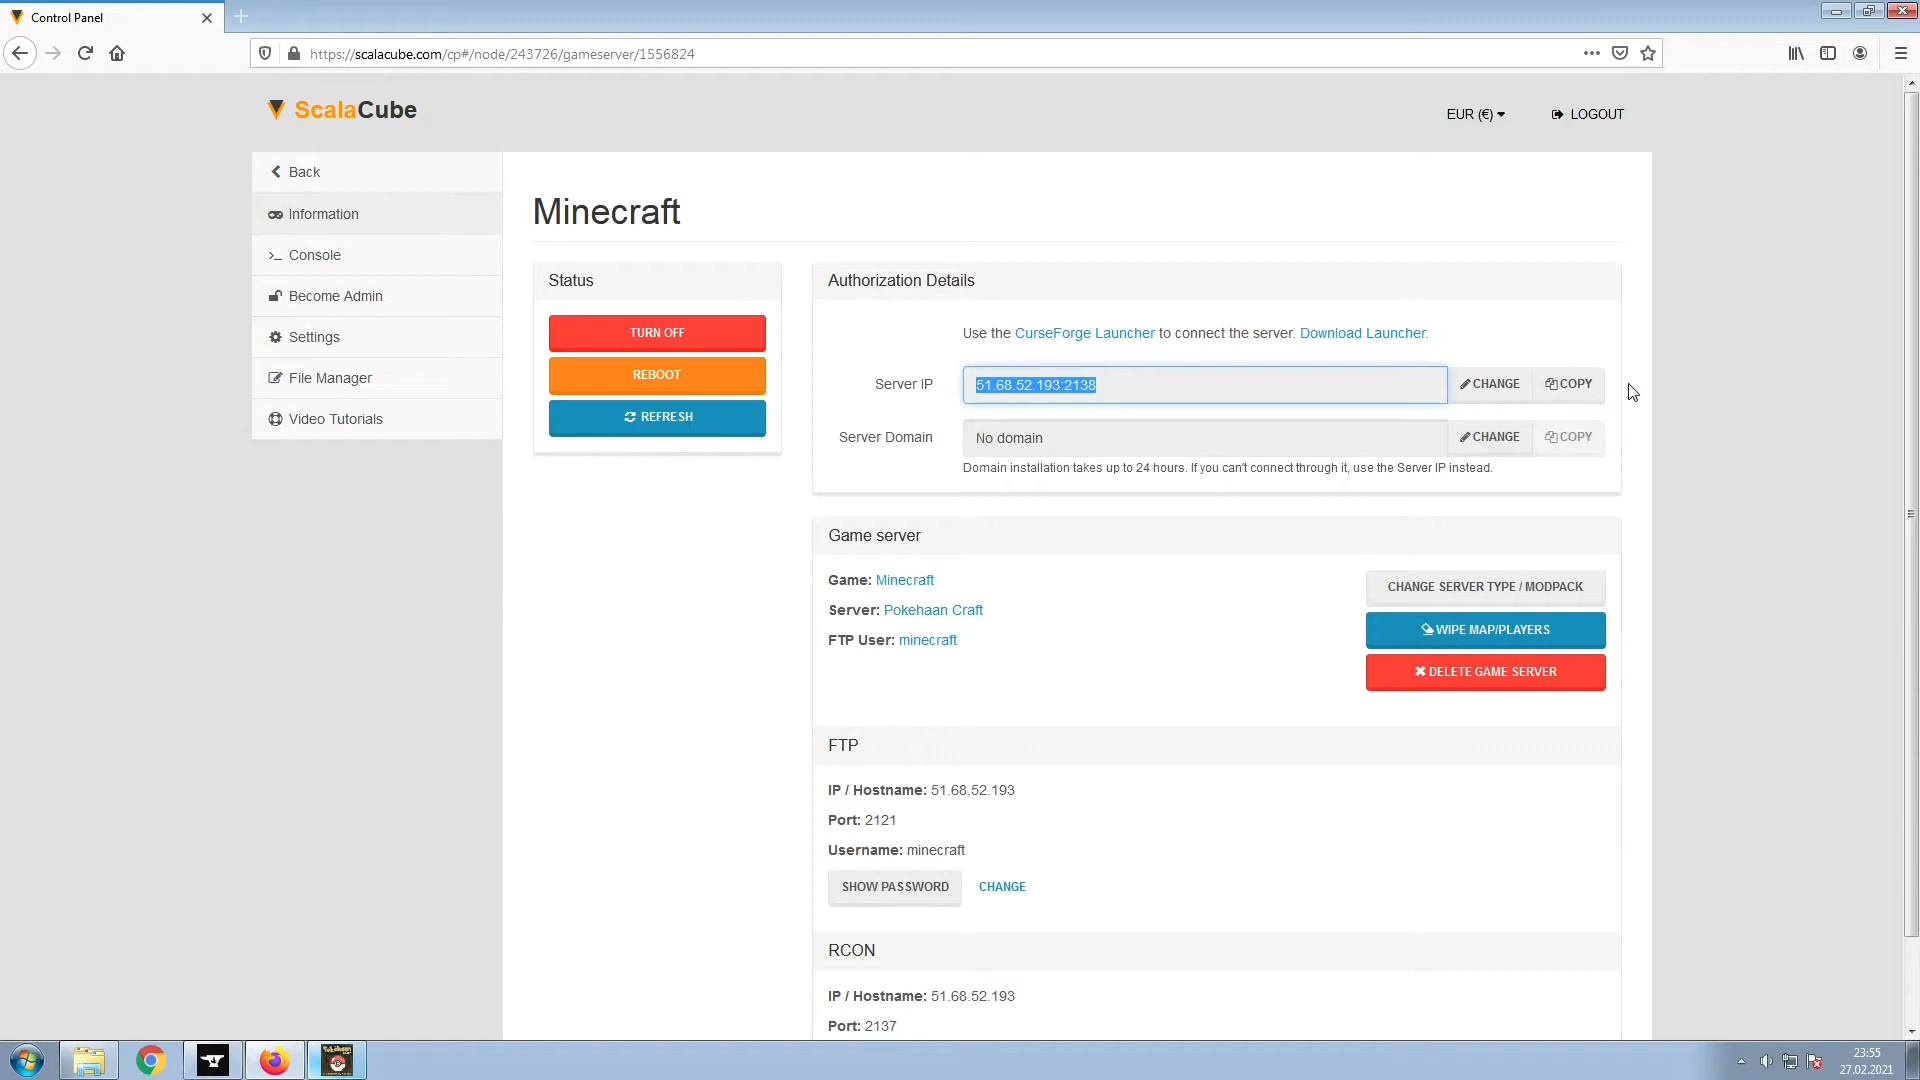 Control Panel
https://scalacube.com/cp#/node/243726/gameserver/1556824
ScalaCube
EUR (€)
LOGOUT
Back
Information
Console
Become Admin
Settings
File Manager
Video Tutorials
Minecraft
Status
TURN OFF
REBOOT
REFRESH
Authorization Details
Use the CurseForge Launcher to connect the server. Download Launcher.
Server IP
51.68.52.193:2138
CHANGE
COPY
Server Domain
No domain
CHANGE
COPY
Domain installation takes up to 24 hours. If you can't connect through it, use the Server IP instead.
Game server
Game: Minecraft
Server: Pokehaan Craft
FTP User: minecraft
CHANGE SERVER TYPE / MODPACK
WIPE MAP/PLAYERS
DELETE GAME SERVER
FTP
IP / Hostname: 51.68.52.193
Port: 2121
Username: minecraft
SHOW PASSWORD
CHANGE
RCON
IP / Hostname: 51.68.52.193
Port: 2137
23:55
27.02.2021